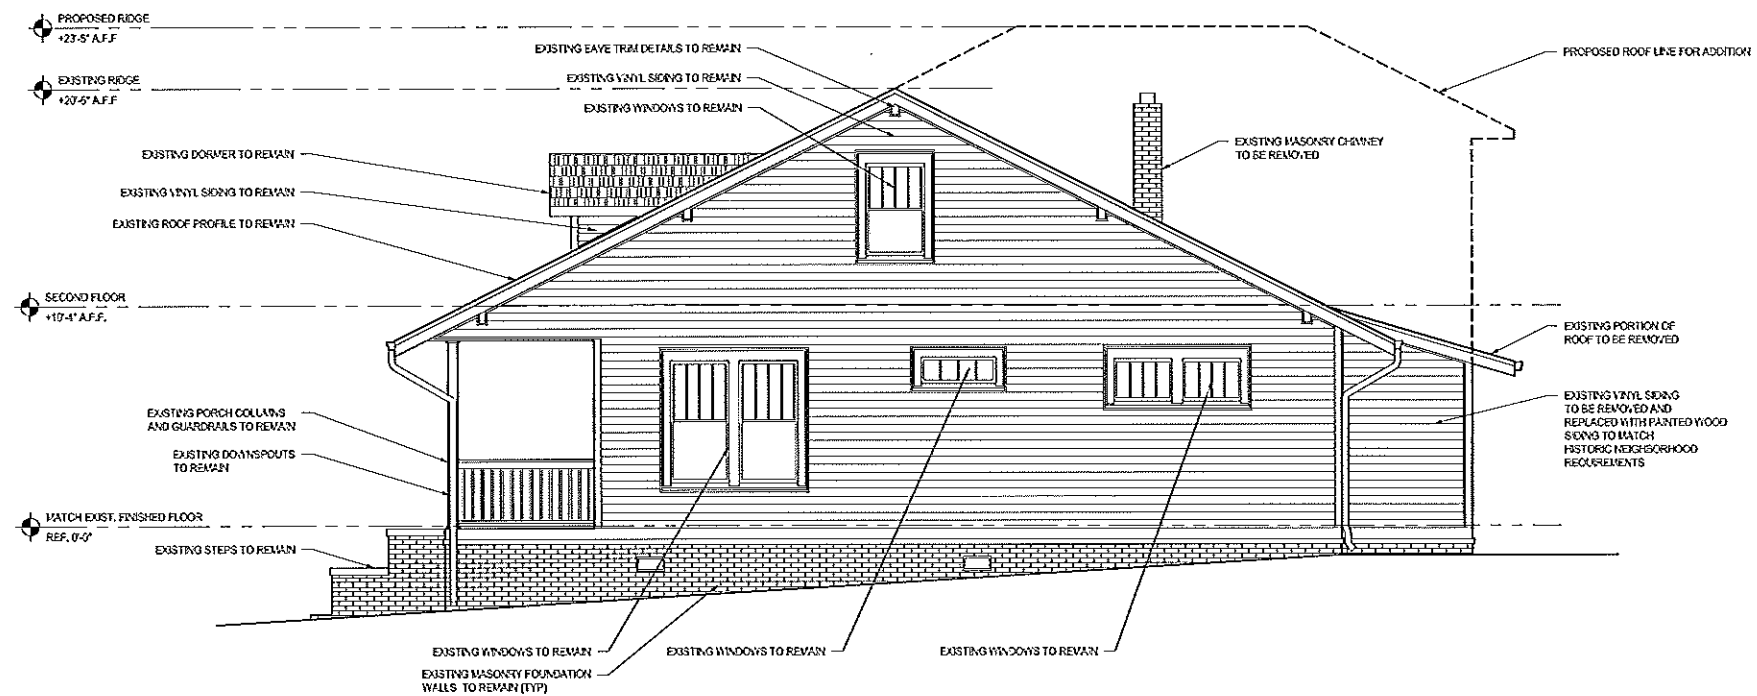 PROPOSED RIDGE
+23'-5" A.F.F
EXISTING RIDGE
+20'-6" A.F.F
SECOND FLOOR
+10'-4" A.F.F.
MATCH EXIST. FINISHED FLOOR
REF. 0'-0"
EXISTING EAVE TRIM DETAILS TO REMAIN
EXISTING VINYL SIDING TO REMAIN
EXISTING WINDOWS TO REMAIN
EXISTING DORMER TO REMAIN
EXISTING VINYL SIDING TO REMAIN
EXISTING ROOF PROFILE TO REMAIN
EXISTING PORCH COLUMNS
AND GUARDRAILS TO REMAIN
EXISTING DOWNSPOUTS
TO REMAIN
EXISTING STEPS TO REMAIN
PROPOSED ROOF LINE FOR ADDITION
EXISTING MASONRY CHIMNEY
TO BE REMOVED
EXISTING PORTION OF
ROOF TO BE REMOVED
EXISTING VINYL SIDING
TO BE REMOVED AND
REPLACED WITH PAINTED WOOD
SIDING TO MATCH
HISTORIC NEIGHBORHOOD
REQUIREMENTS
EXISTING WINDOWS TO REMAIN
EXISTING WINDOWS TO REMAIN
EXISTING WINDOWS TO REMAIN
EXISTING MASONRY FOUNDATION
WALLS TO REMAIN (TYP)